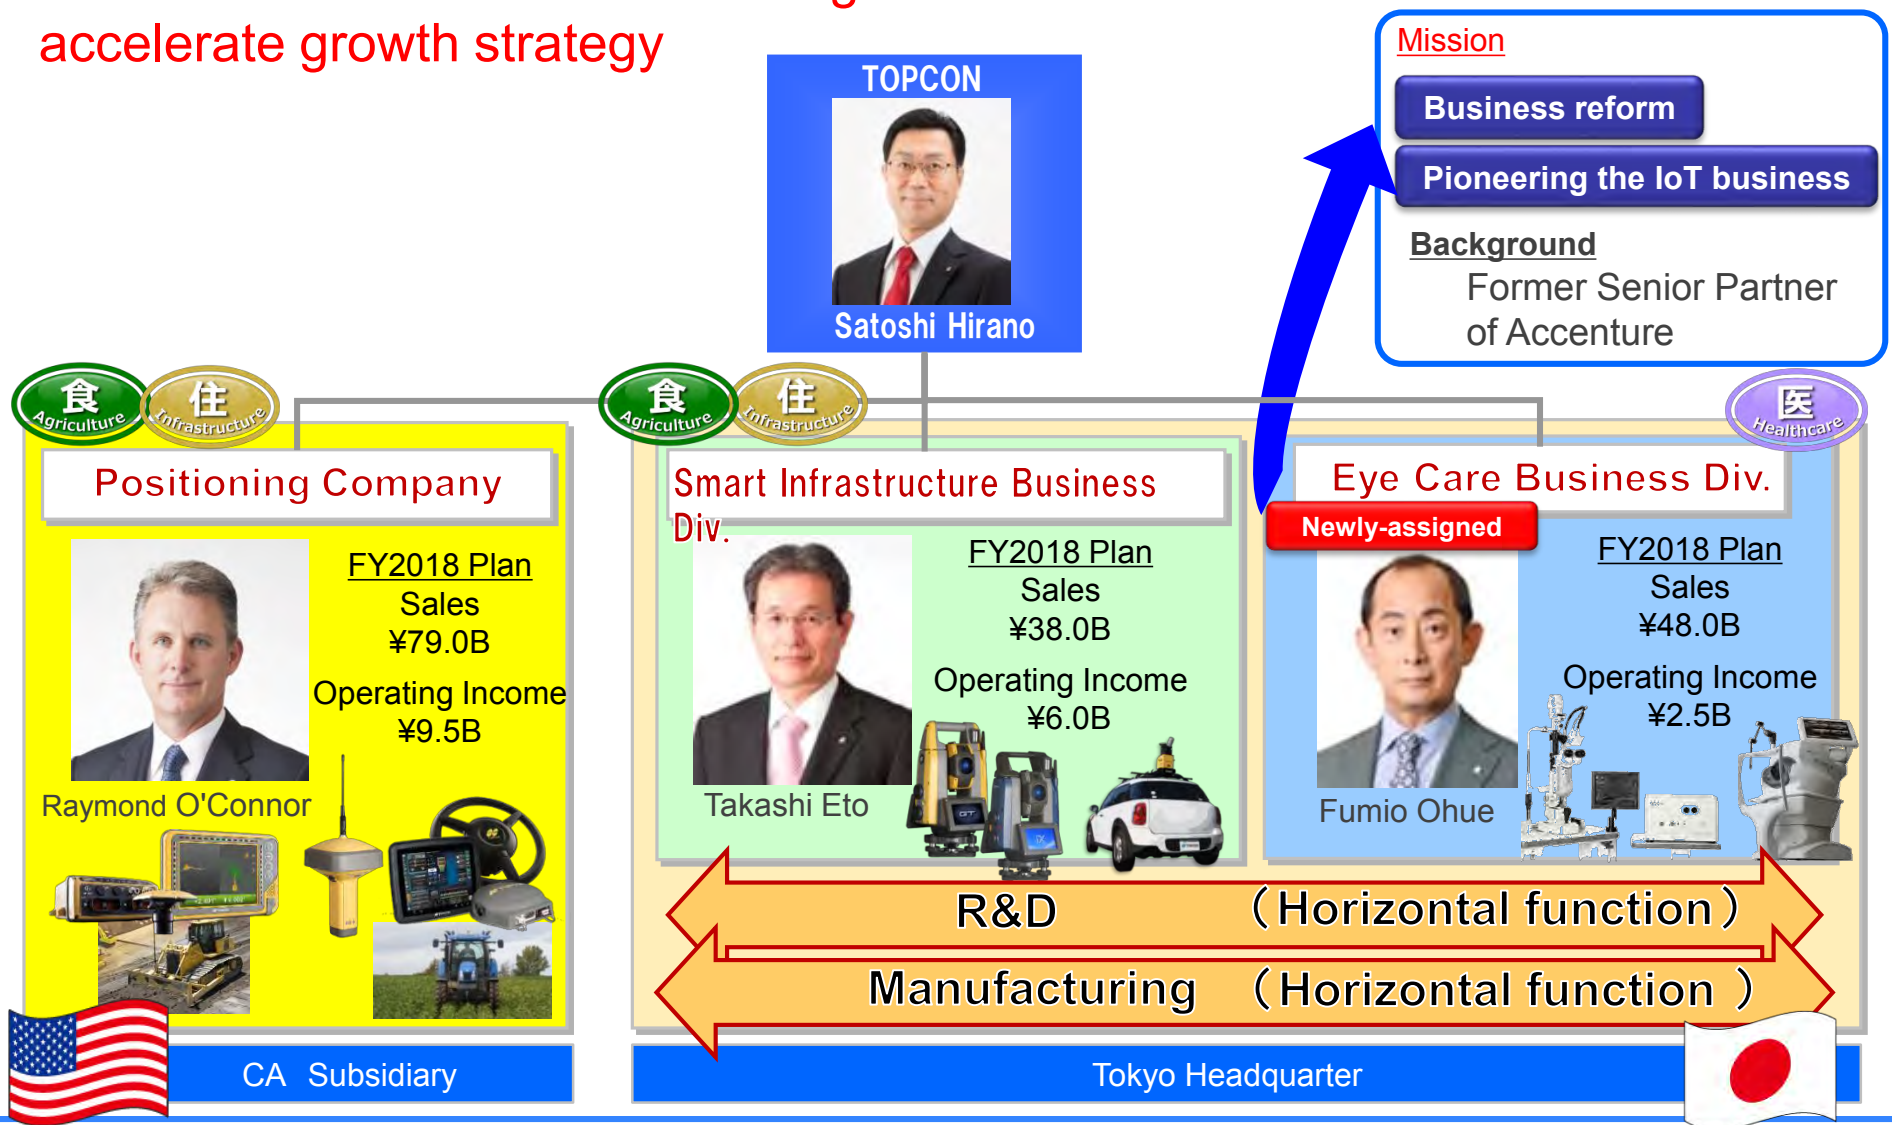 accelerate growth strategy
TOPCON
Satoshi Hirano
Mission
Business reform
Pioneering the IoT business
Background
Former Senior Partner
of Accenture
食
Agriculture
住
Infrastructure
食
Agriculture
住
Infrastructure
医
Healthcare
Positioning Company
FY2018 Plan
Sales
¥79.0B
Operating Income
¥9.5B
Raymond O'Connor
Smart Infrastructure Business
Div.
FY2018 Plan
Sales
¥38.0B
Operating Income
¥6.0B
Takashi Eto
Eye Care Business Div.
Newly-assigned
FY2018 Plan
Sales
¥48.0B
Operating Income
¥2.5B
Fumio Ohue
R&D （Horizontal function）
Manufacturing （Horizontal function ）
CA Subsidiary
Tokyo Headquarter